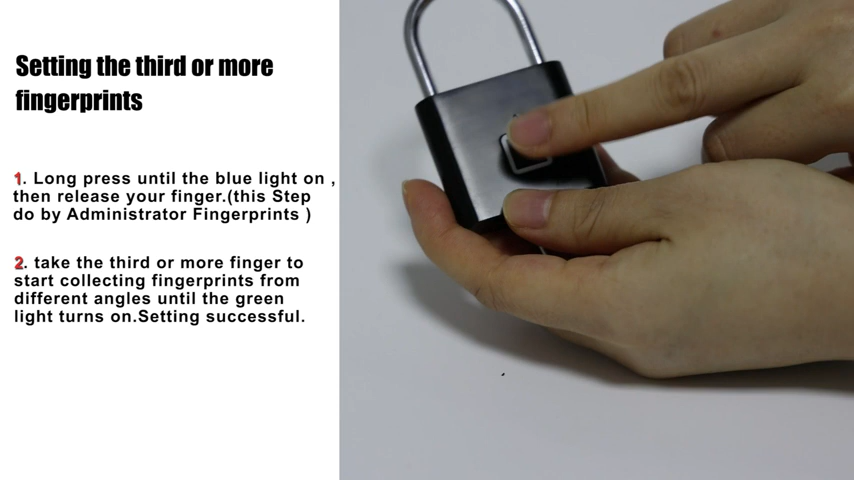 Setting the third or more
fingerprints
1. Long press until the blue light on ,
then release your finger.(this Step
do by Administrator Fingerprints )
2. take the third or more finger to
start collecting fingerprints from
different angles until the green
light turns on.Setting successful.